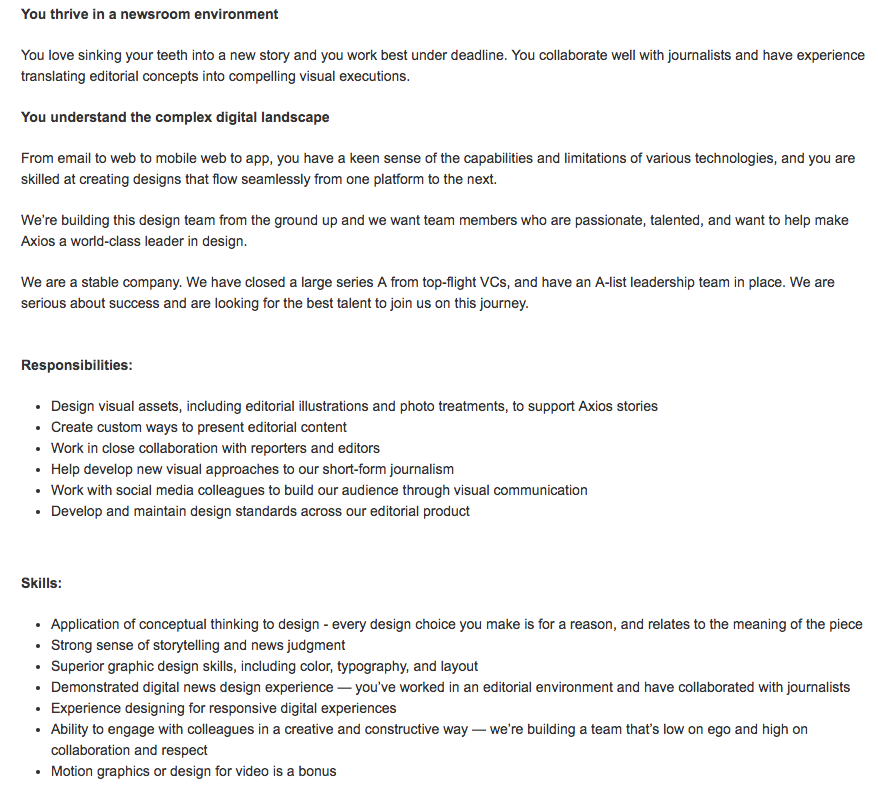 You thrive in a newsroom environment
You love sinking your teeth into a new story and you work best under deadline. You collaborate well with journalists and have experience
translating editorial concepts into compelling visual executions.
You understand the complex digital landscape
From email to web to mobile web to app, you have a keen sense of the capabilities and limitations of various technologies, and you are
skilled at creating designs that flow seamlessly from one platform to the next.
We’re building this design team from the ground up and we want team members who are passionate, talented, and want to help make
Axios a world-class leader in design.
We are a stable company. We have closed a large series A from top-flight VCs, and have an A-list leadership team in place. We are
serious about success and are looking for the best talent to join us on this journey.
Responsibilities:
• Design visual assets, including editorial illustrations and photo treatments, to support Axios stories
• Create custom ways to present editorial content
• Work in close collaboration with reporters and editors
• Help develop new visual approaches to our short-form journalism
• Work with social media colleagues to build our audience through visual communication
• Develop and maintain design standards across our editorial product
Skills:
• Application of conceptual thinking to design - every design choice you make is for a reason, and relates to the meaning of the piece
• Strong sense of storytelling and news judgment
• Superior graphic design skills, including color, typography, and layout
• Demonstrated digital news design experience — you’ve worked in an editorial environment and have collaborated with journalists
• Experience designing for responsive digital experiences
• Ability to engage with colleagues in a creative and constructive way — we’re building a team that’s low on ego and high on
collaboration and respect
• Motion graphics or design for video is a bonus